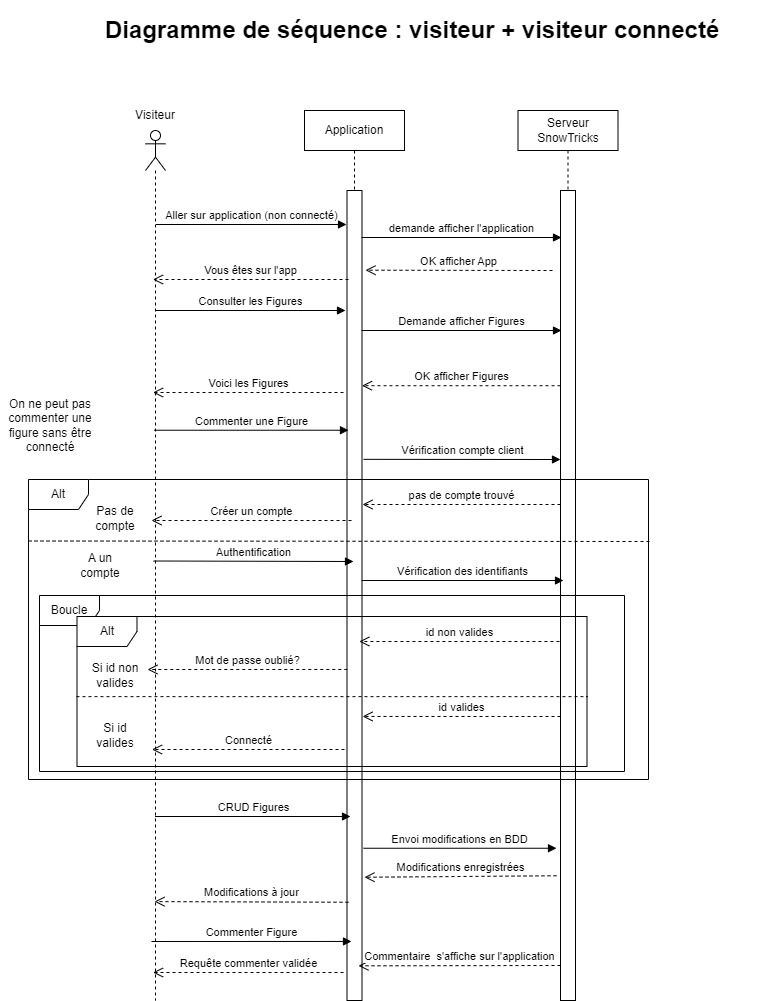 Diagramme de séquence : visiteur + visiteur connecté
Visiteur
Application
Serveur
SnowTricks
Aller sur application (non connecté)
demande afficher l'application
OK afficher App
Vous êtes sur l'app
Consulter les Figures
Demande afficher Figures
OK afficher Figures
Voici les Figures
On ne peut pas
commenter une
figure sans être
connecté
Commenter une Figure
Vérification compte client
Alt
pas de compte trouvé
Pas de
compte
Créer un compte
A un
compte
Authentification
Vérification des identifiants
Boucle
Alt
id non valides
Si id non
valides
Mot de passe oublié?
id valides
Si id
valides
Connecté
CRUD Figures
Envoi modifications en BDD
Modifications enregistrées
Modifications à jour
Commenter Figure
Commentaire s'affiche sur l'application
Requête commenter validée